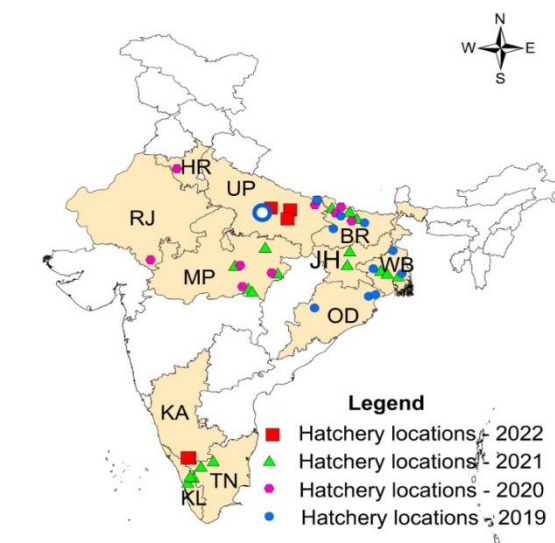 N
W E
S
HR
UP
RJ
BR
JH
MP
WB
OD
KA
Legend
Hatchery locations - 2022
Hatchery locations - 2021
TN
KL
Hatchery locations - 2020
Hatchery locations - 2019